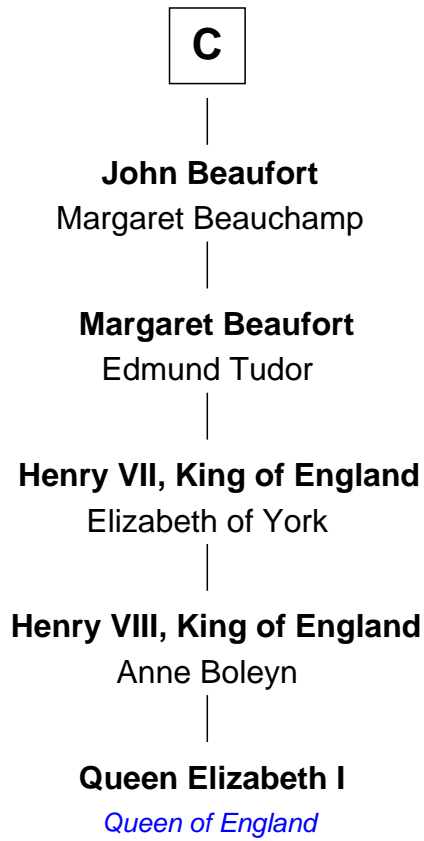 C
John Beaufort
Margaret Beauchamp
Margaret Beaufort
Edmund Tudor
Henry VII, King of England
Elizabeth of York
Henry VIII, King of England
Anne Boleyn
Queen Elizabeth I
Queen of England